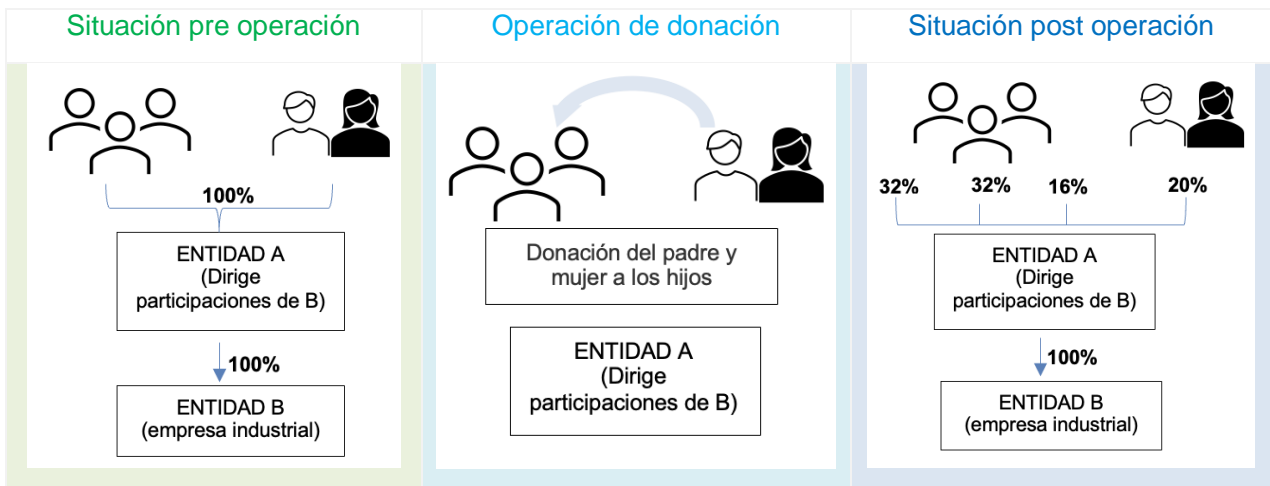 Situación pre operación
100%
ENTIDAD A
(Dirige
participaciones de B)
100%
ENTIDAD B
(empresa industrial)
Operación de donación
Donación del padre y
mujer a los hijos
ENTIDAD A
(Dirige
participaciones de B)
Situación post operación
32% 32% 16% 20%
ENTIDAD A
(Dirige
participaciones de B)
100%
ENTIDAD B
(empresa industrial)